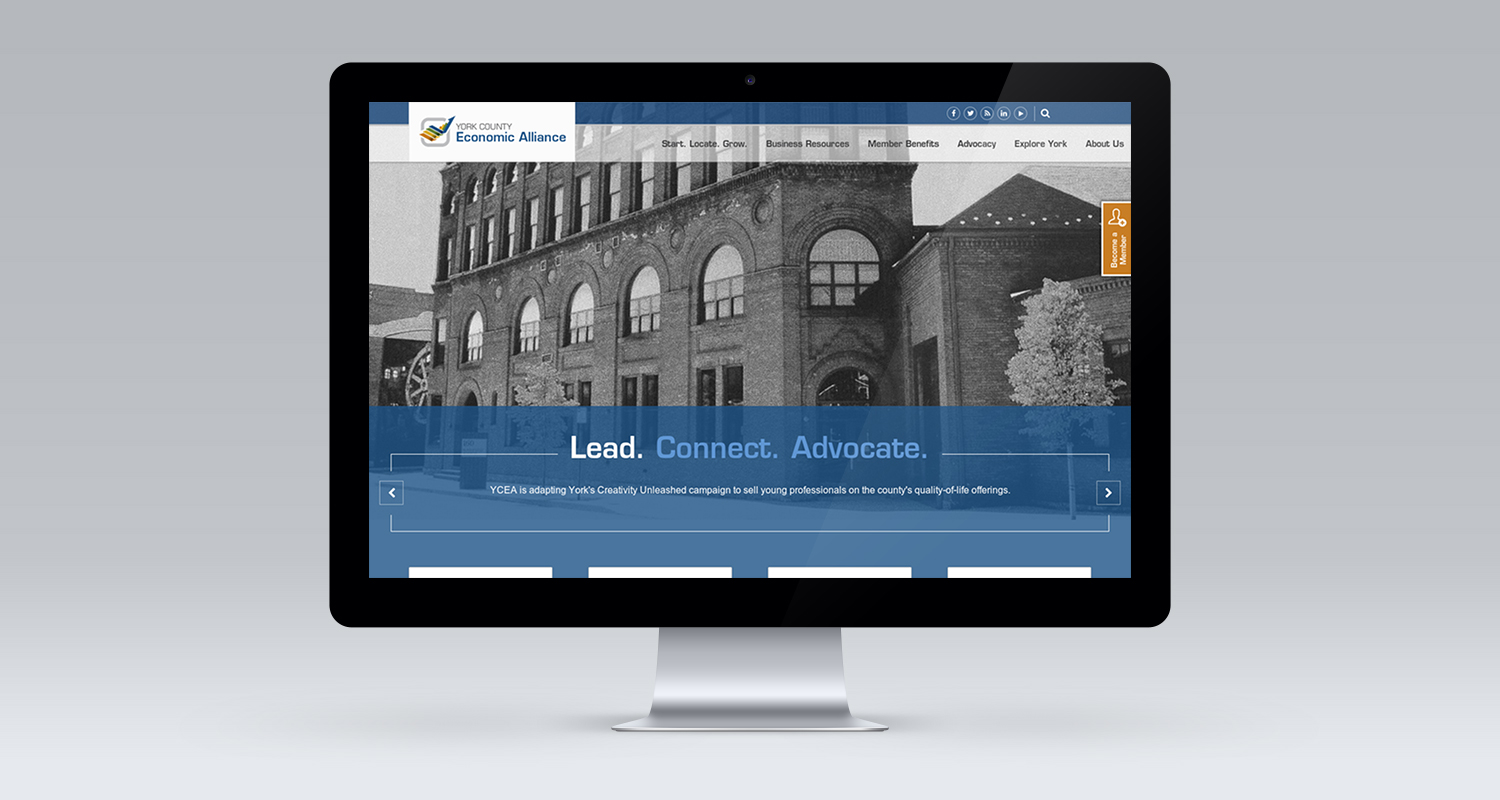 YORK COUNTY
Economic Alliance
Start. Locate. Grow. Business Resources Member Benefits Advocacy Explore York About Us
Become a
Member
Lead. Connect. Advocate.
YCEA is adapting York's Creativity Unleashed campaign to sell young professionals on the county's quality-of-life offerings.